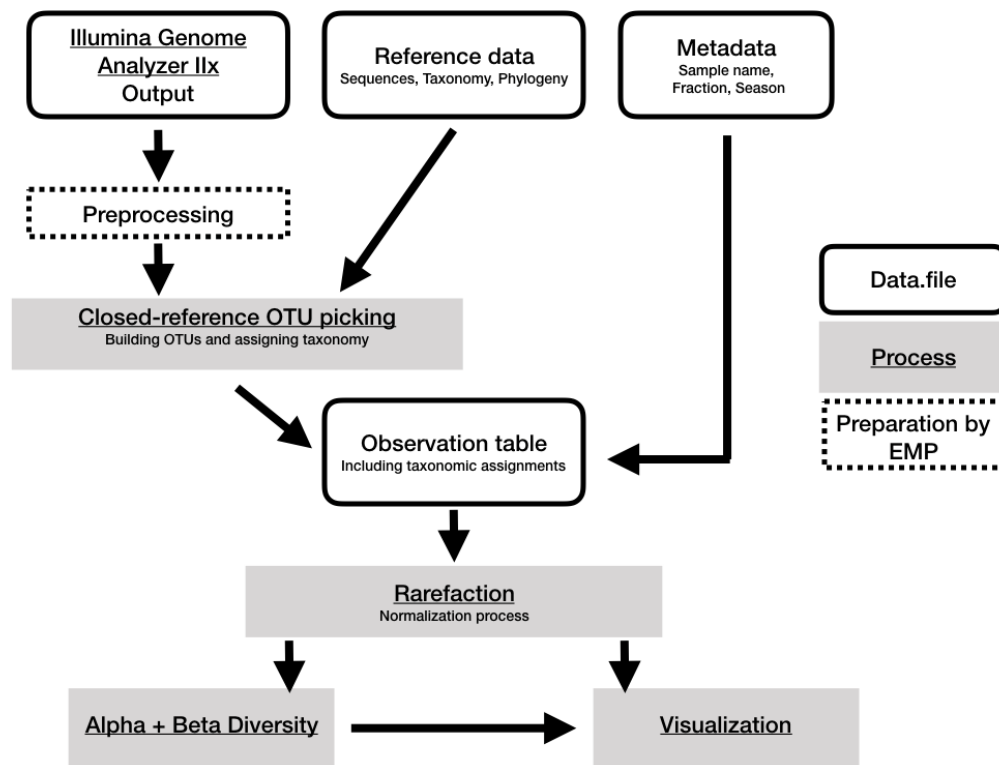 Illumina Genome
Analyzer IIx
Output
Reference data
Sequences, Taxonomy, Phylogeny
Metadata
Sample name,
Fraction, Season
Preprocessing
Closed-reference OTU picking
Building OTUs and assigning taxonomy
Data.file
Process
Preparation by
EMP
Observation table
Including taxonomic assignments
Rarefaction
Normalization process
Alpha + Beta Diversity
Visualization